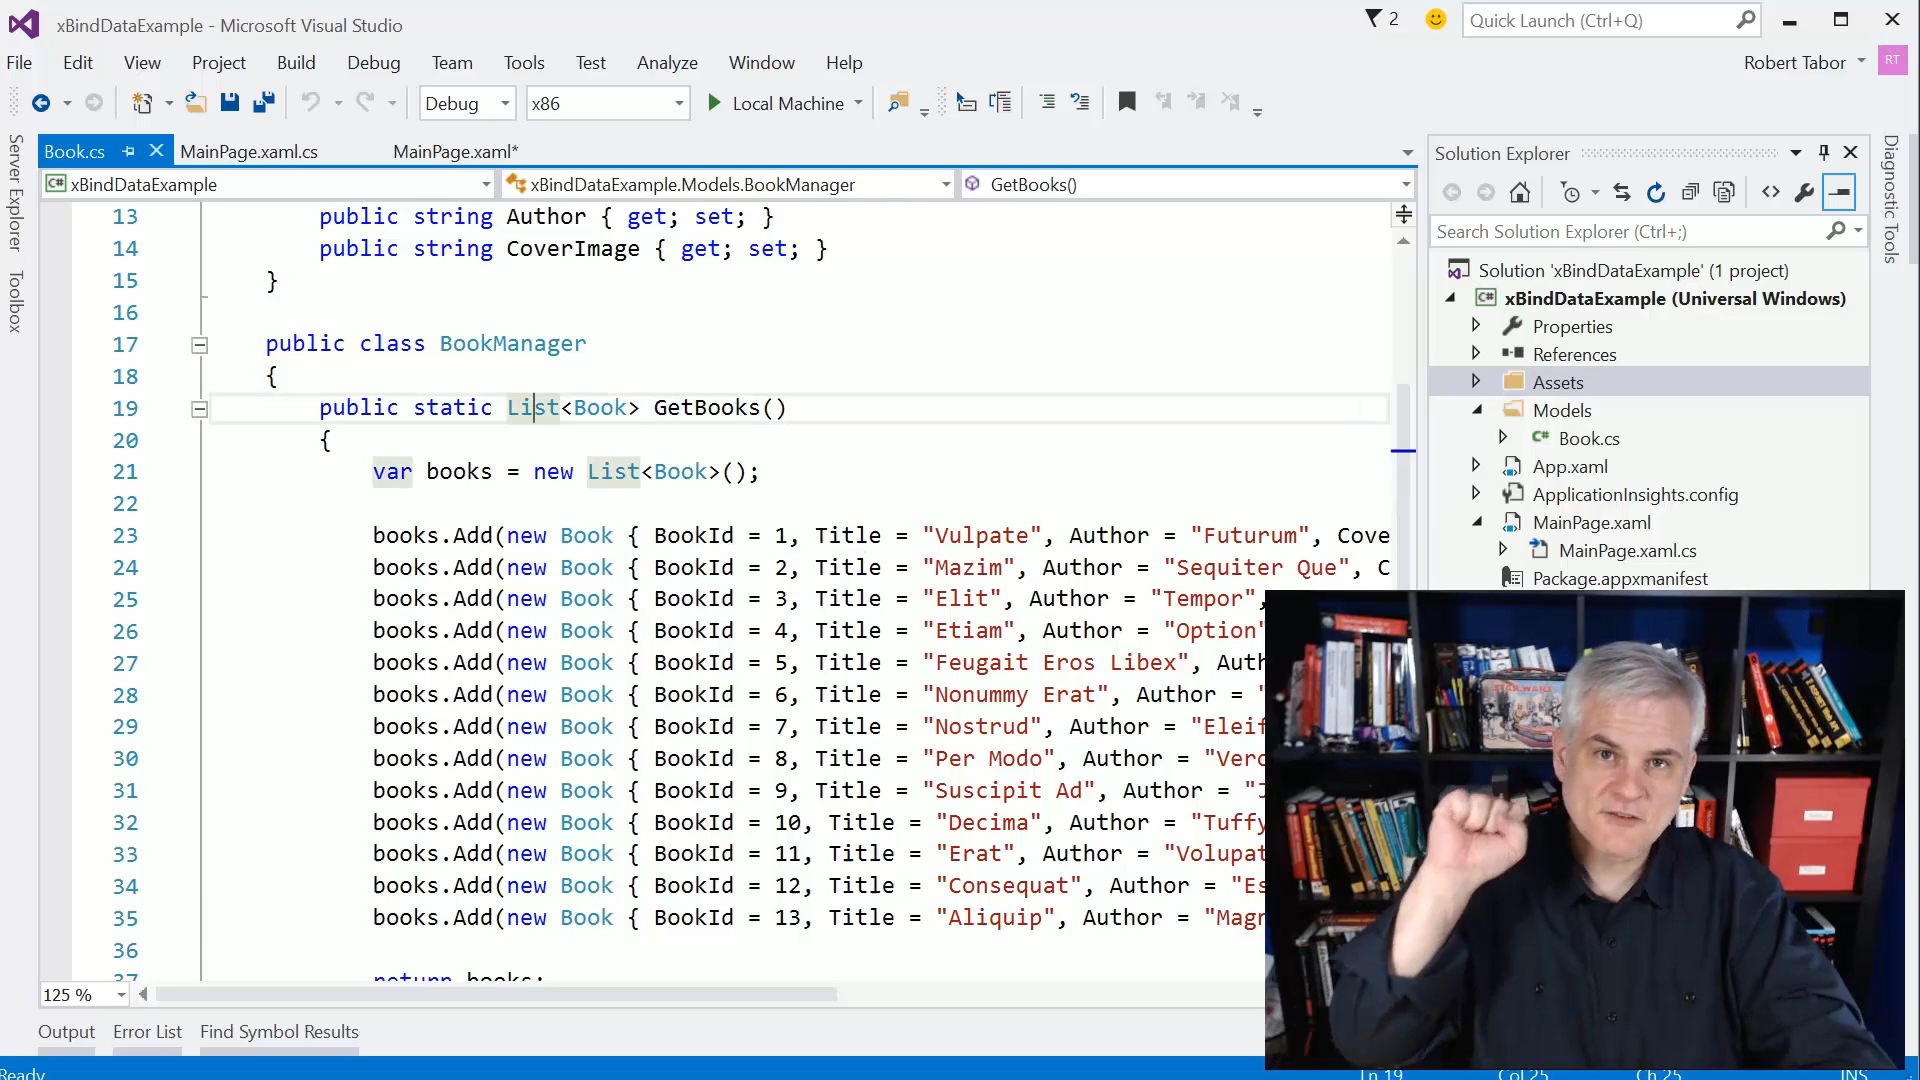 xBindDataExample - Microsoft Visual Studio
2
Quick Launch (Ctrl+Q)
File Edit View Project Build Debug Team Tools Test Analyze Window Help
Robert Tabor RT
Debug x86 Local Machine
Server Explorer
Toolbox
Book.cs MainPage.xaml.cs MainPage.xaml*
xBindDataExample xBindDataExample.Models.BookManager GetBooks()
13 public string Author { get; set; }
14 public string CoverImage { get; set; }
15 }
16
17 public class BookManager
18 {
19 public static List<Book> GetBooks()
20 {
21 var books = new List<Book>();
22
23 books.Add(new Book { BookId = 1, Title = "Vulpate", Author = "Futurum", Cove
24 books.Add(new Book { BookId = 2, Title = "Mazim", Author = "Sequiter Que", C
25 books.Add(new Book { BookId = 3, Title = "Elit", Author = "Tempor",
26 books.Add(new Book { BookId = 4, Title = "Etiam", Author = "Option"
27 books.Add(new Book { BookId = 5, Title = "Feugait Eros Libex", Auth
28 books.Add(new Book { BookId = 6, Title = "Nonummy Erat", Author = "
29 books.Add(new Book { BookId = 7, Title = "Nostrud", Author = "Eleif
30 books.Add(new Book { BookId = 8, Title = "Per Modo", Author = "Vero
31 books.Add(new Book { BookId = 9, Title = "Suscipit Ad", Author = "J
32 books.Add(new Book { BookId = 10, Title = "Decima", Author = "Tuffy
33 books.Add(new Book { BookId = 11, Title = "Erat", Author = "Volupat
34 books.Add(new Book { BookId = 12, Title = "Consequat", Author = "Es
35 books.Add(new Book { BookId = 13, Title = "Aliquip", Author = "Magn
36
37 return books;
125 %
Output Error List Find Symbol Results
Ready Ln 19 Col 25 Ch 25 INS
Solution Explorer
Search Solution Explorer (Ctrl+;)
Solution 'xBindDataExample' (1 project)
C# xBindDataExample (Universal Windows)
Properties
References
Assets
Models
C# Book.cs
App.xaml
ApplicationInsights.config
MainPage.xaml
MainPage.xaml.cs
Package.appxmanifest
Diagnostic Tools
STAR WARS